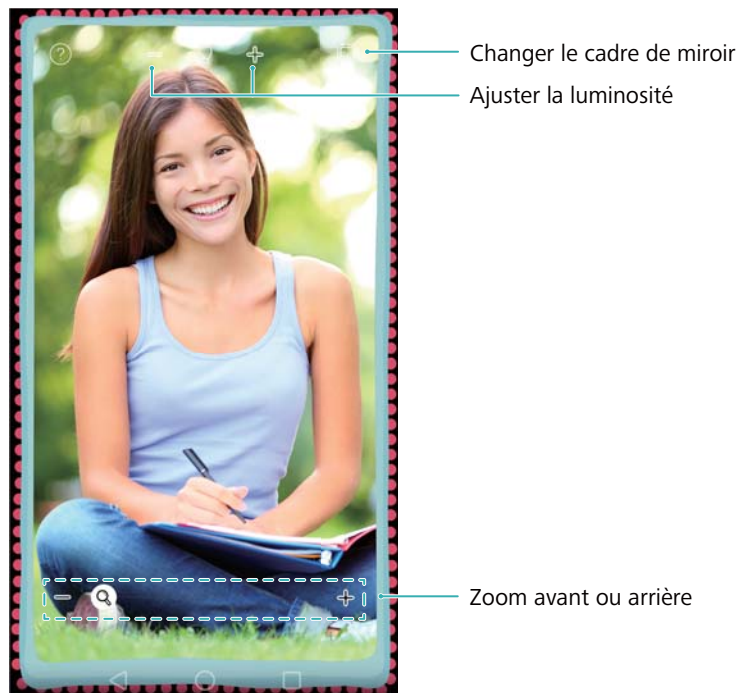 Changer le cadre de miroir
Ajuster la luminosité
Zoom avant ou arrière